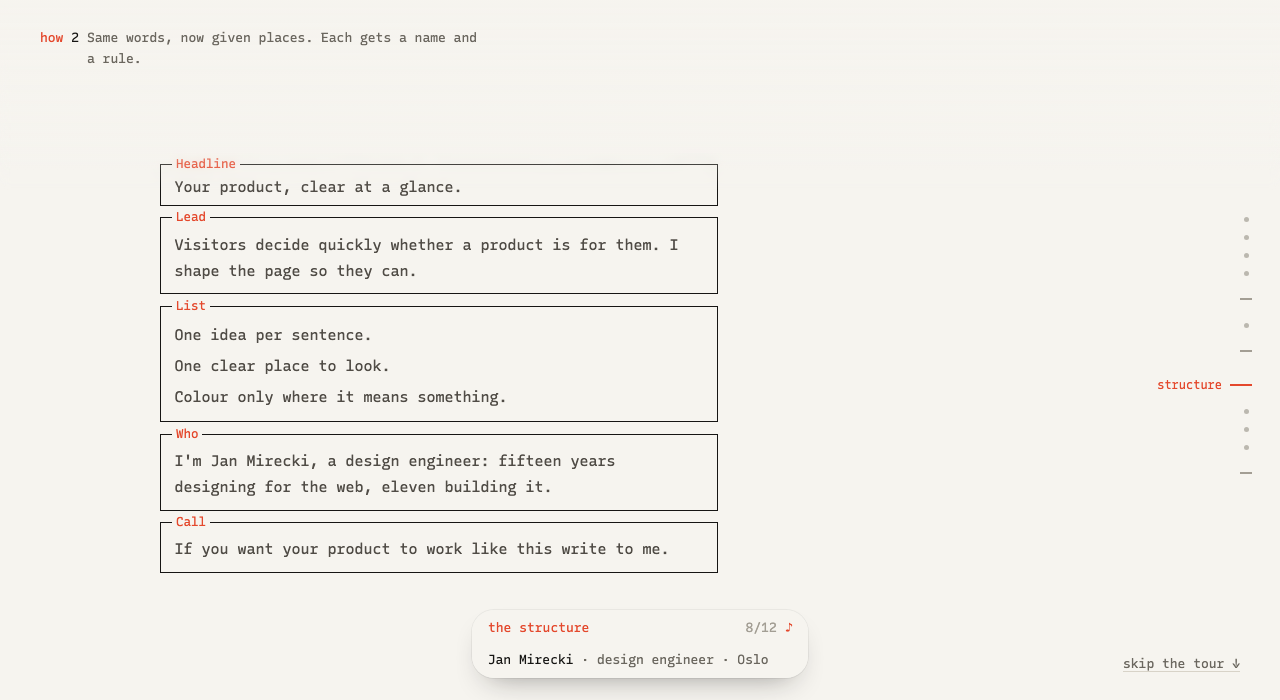 how 2 Same words, now given places. Each gets a name and
a rule.
Headline
Your product, clear at a glance.
Lead
Visitors decide quickly whether a product is for them. I
shape the page so they can.
List
One idea per sentence.
One clear place to look.
Colour only where it means something.
structure
Who
I'm Jan Mirecki, a design engineer: fifteen years
designing for the web, eleven building it.
Call
If you want your product to work like this write to me.
the structure 8/12 ♪
Jan Mirecki · design engineer · Oslo
skip the tour ↓